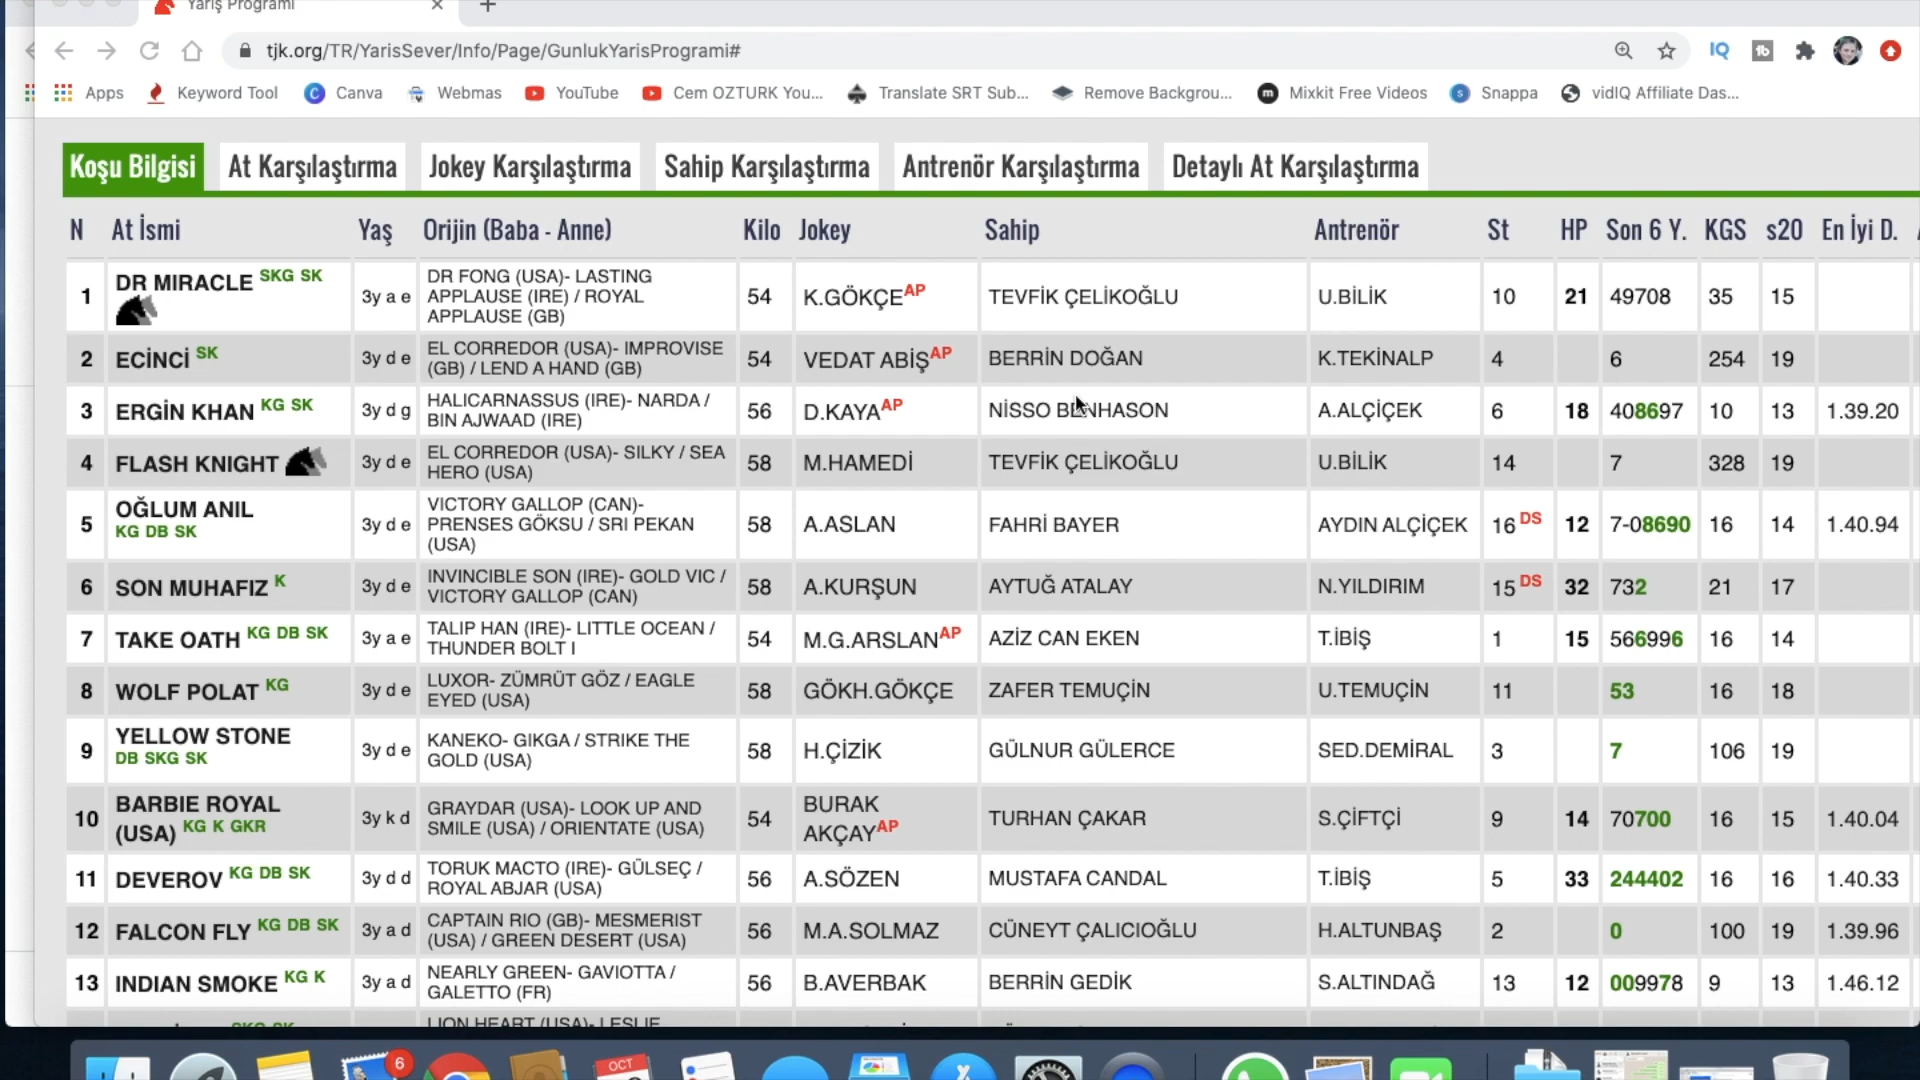 Yarış Programı
tjk.org/TR/YarisSever/Info/Page/GunlukYarisProgrami#
Apps Keyword Tool Canva Webmas YouTube Cem OZTURK You... Translate SRT Sub... Remove Backgrou... Mixkit Free Videos Snappa vidIQ Affiliate Das...
Koşu Bilgisi At Karşılaştırma Jokey Karşılaştırma Sahip Karşılaştırma Antrenör Karşılaştırma Detaylı At Karşılaştırma
N At İsmi Yaş Orijin (Baba - Anne) Kilo Jokey Sahip Antrenör St HP Son 6 Y. KGS s20 En İyi D.
1 DR MIRACLE SKG SK 3y a e DR FONG (USA)- LASTING APPLAUSE (IRE) / ROYAL APPLAUSE (GB) 54 K.GÖKÇE AP TEVFİK ÇELİKOĞLU U.BİLİK 10 21 49708 35 15
2 ECİNCİ SK 3y d e EL CORREDOR (USA)- IMPROVISE (GB) / LEND A HAND (GB) 54 VEDAT ABİŞ AP BERRİN DOĞAN K.TEKİNALP 4 6 254 19
3 ERGİN KHAN KG SK 3y d g HALICARNASSUS (IRE)- NARDA / BIN AJWAAD (IRE) 56 D.KAYA AP NİSSO BENHASON A.ALÇİÇEK 6 18 408697 10 13 1.39.20
4 FLASH KNIGHT 3y d e EL CORREDOR (USA)- SILKY / SEA HERO (USA) 58 M.HAMEDİ TEVFİK ÇELİKOĞLU U.BİLİK 14 7 328 19
5 OĞLUM ANIL KG DB SK 3y d e VICTORY GALLOP (CAN)- PRENSES GÖKSU / SRI PEKAN (USA) 58 A.ASLAN FAHRİ BAYER AYDIN ALÇİÇEK 16 DS 12 7-08690 16 14 1.40.94
6 SON MUHAFIZ K 3y d e INVINCIBLE SON (IRE)- GOLD VIC / VICTORY GALLOP (CAN) 58 A.KURŞUN AYTUĞ ATALAY N.YILDIRIM 15 DS 32 732 21 17
7 TAKE OATH KG DB SK 3y a e TALIP HAN (IRE)- LITTLE OCEAN / THUNDER BOLT I 54 M.G.ARSLAN AP AZİZ CAN EKEN T.İBİŞ 1 15 566996 16 14
8 WOLF POLAT KG 3y d e LUXOR- ZÜMRÜT GÖZ / EAGLE EYED (USA) 58 GÖKH.GÖKÇE ZAFER TEMUÇİN U.TEMUÇİN 11 53 16 18
9 YELLOW STONE DB SKG SK 3y d e KANEKO- GIKGA / STRIKE THE GOLD (USA) 58 H.ÇİZİK GÜLNUR GÜLERCE SED.DEMİRAL 3 7 106 19
10 BARBIE ROYAL (USA) KG K GKR 3y k d GRAYDAR (USA)- LOOK UP AND SMILE (USA) / ORIENTATE (USA) 54 BURAK AKÇAY AP TURHAN ÇAKAR S.ÇİFTÇİ 9 14 70700 16 15 1.40.04
11 DEVEROV KG DB SK 3y d d TORUK MACTO (IRE)- GÜLSEÇ / ROYAL ABJAR (USA) 56 A.SÖZEN MUSTAFA CANDAL T.İBİŞ 5 33 244402 16 16 1.40.33
12 FALCON FLY KG DB SK 3y a d CAPTAIN RIO (GB)- MESMERIST (USA) / GREEN DESERT (USA) 56 M.A.SOLMAZ CÜNEYT ÇALICIOĞLU H.ALTUNBAŞ 2 0 100 19 1.39.96
13 INDIAN SMOKE KG K 3y a d NEARLY GREEN- GAVIOTTA / GALETTO (FR) 56 B.AVERBAK BERRİN GEDİK S.ALTINDAĞ 13 12 009978 9 13 1.46.12
LION HEART (USA)- LESLIE
6 OCT